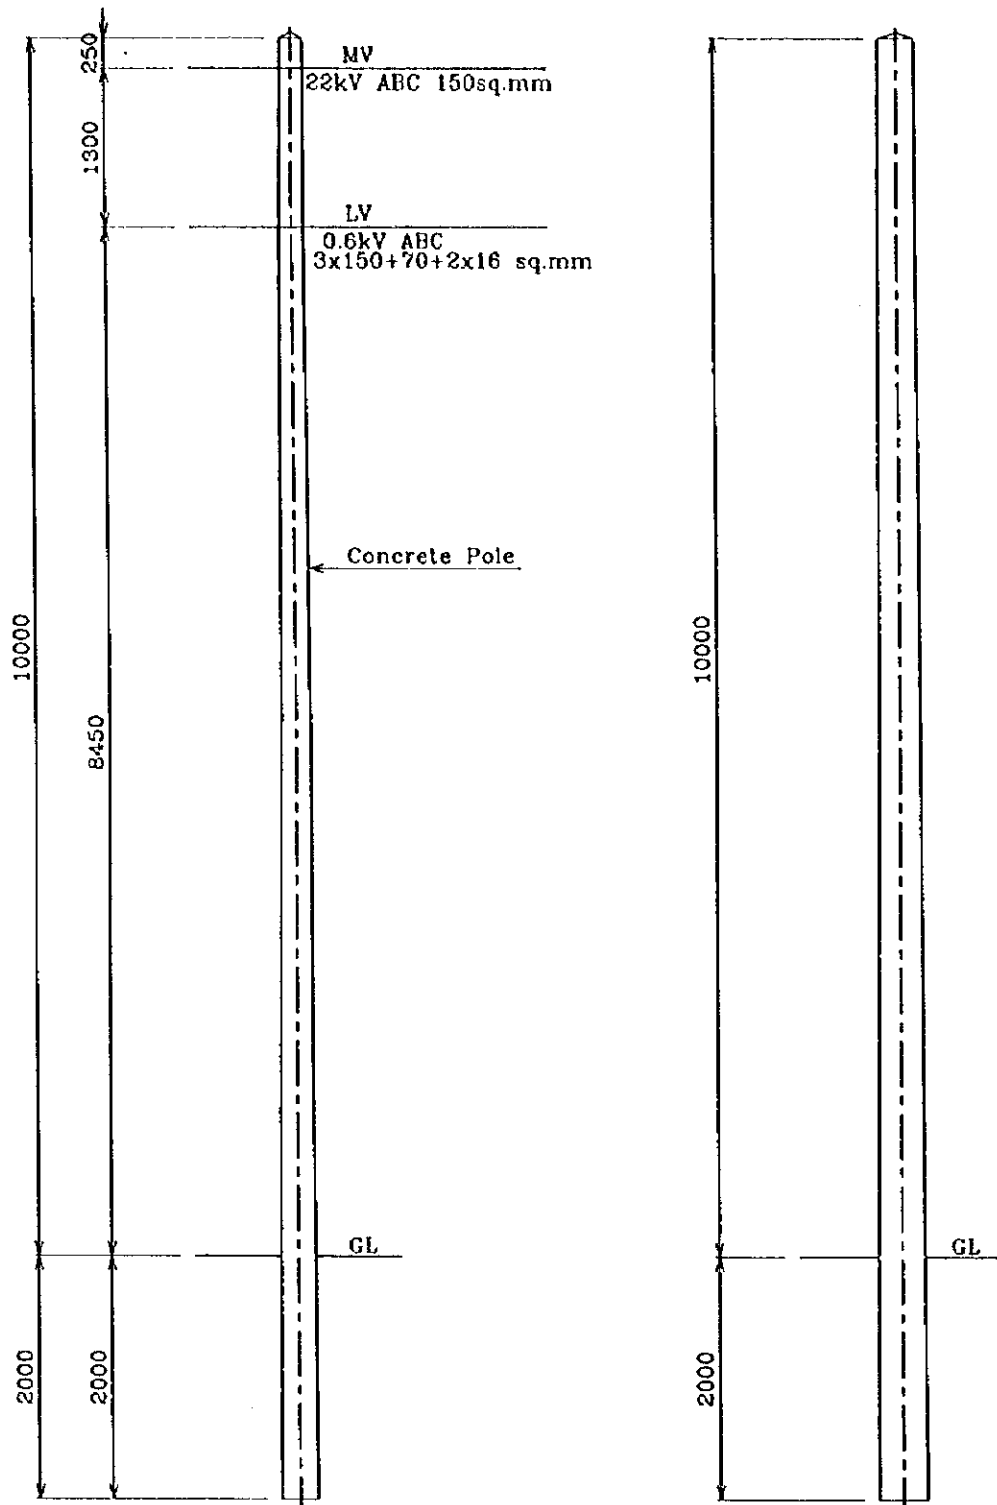 250
MV
22kV ABC 150sq.mm
1300
LV
0.6kV ABC
3x150+70+2x16 sq.mm
Concrete Pole
10000
8450
10000
GL
GL
2000
2000
2000